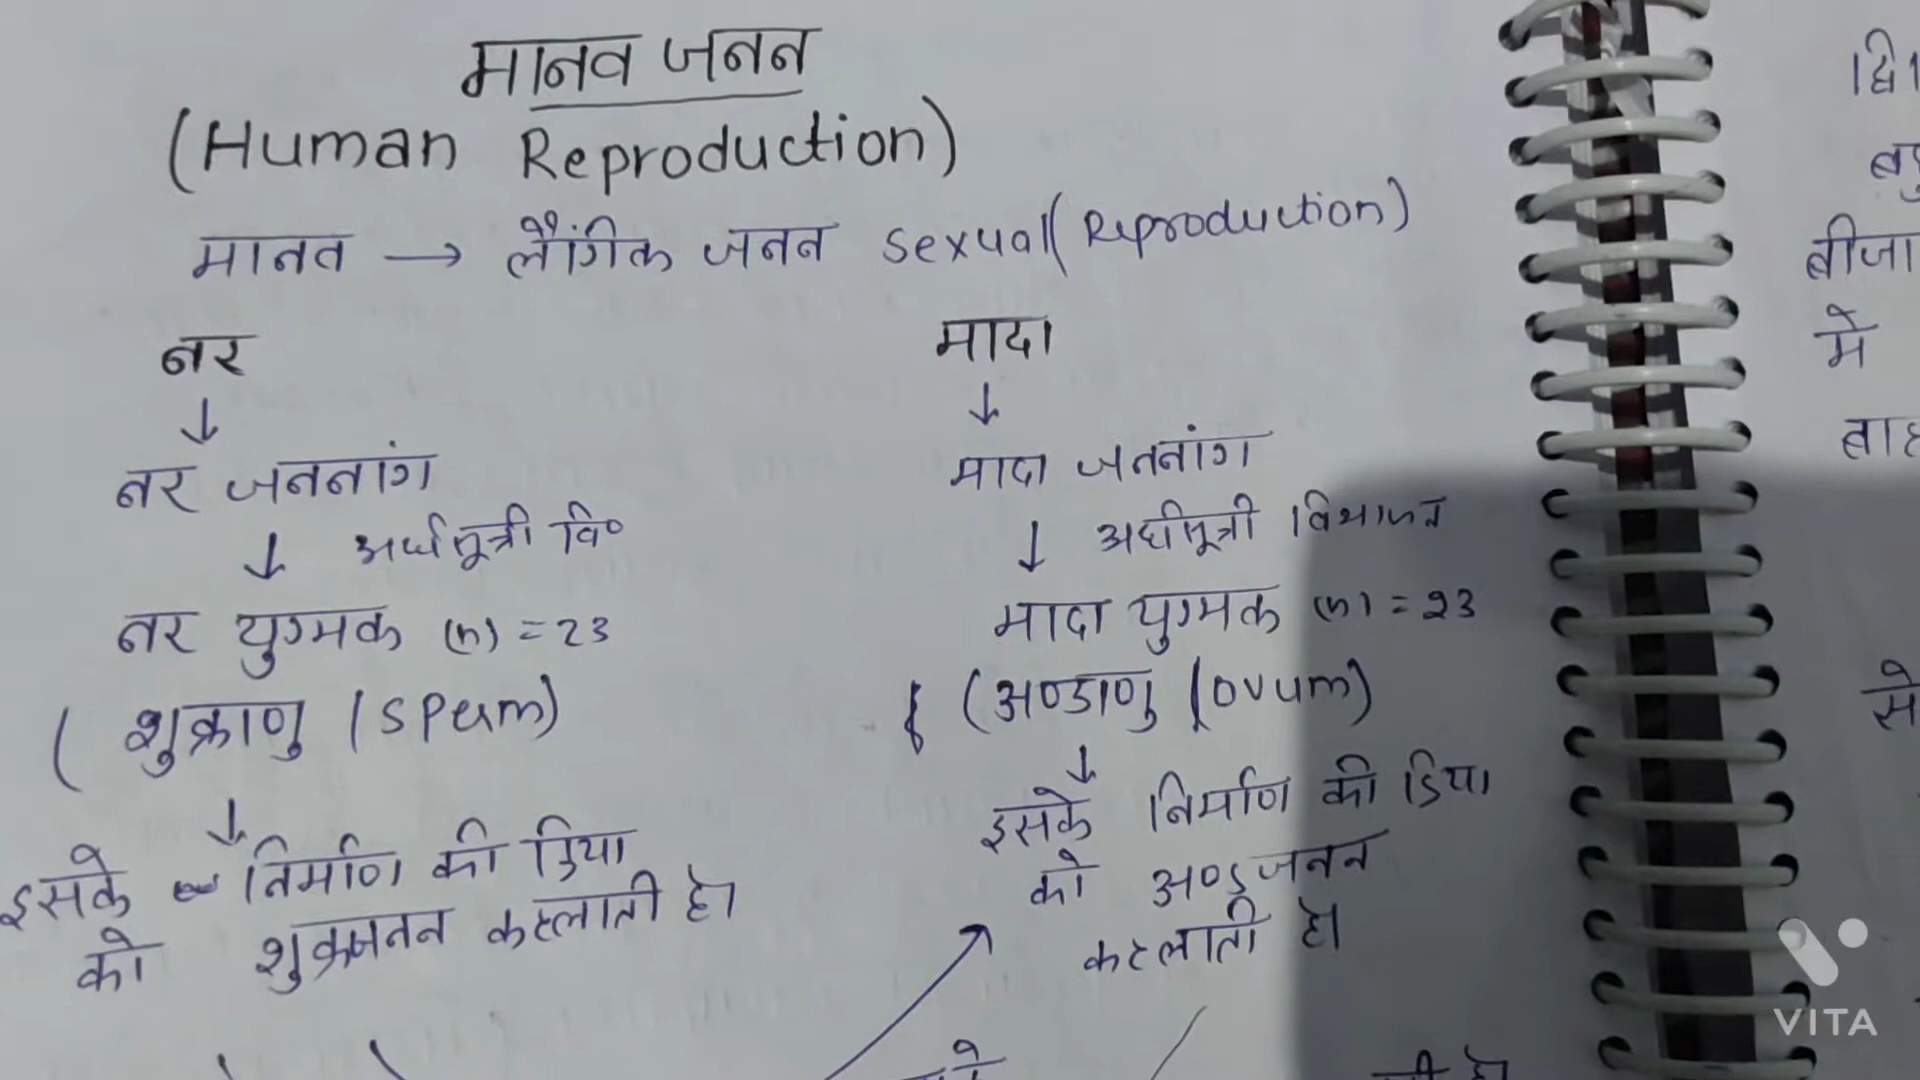 मानव जनन
(Human Reproduction)
मानव → लैंगिक जनन sexual( Reproduction)
नर
↓
नर जननांग
↓ अर्धसूत्री वि०
नर युग्मक (n) = 23
( शुक्राणु / Sperm)
↓
इसके निर्माण की क्रिया
को शुक्रजनन कहलाती है।
मादा
↓
मादा जननांग
↓ अर्धसूत्री विभाजन
मादा युग्मक (n) = 23
(अण्डाणु / Ovum)
↓
इसके निर्माण की क्रिया
को अण्डजनन
कहलाती है।
बीजा
में
से
VITA